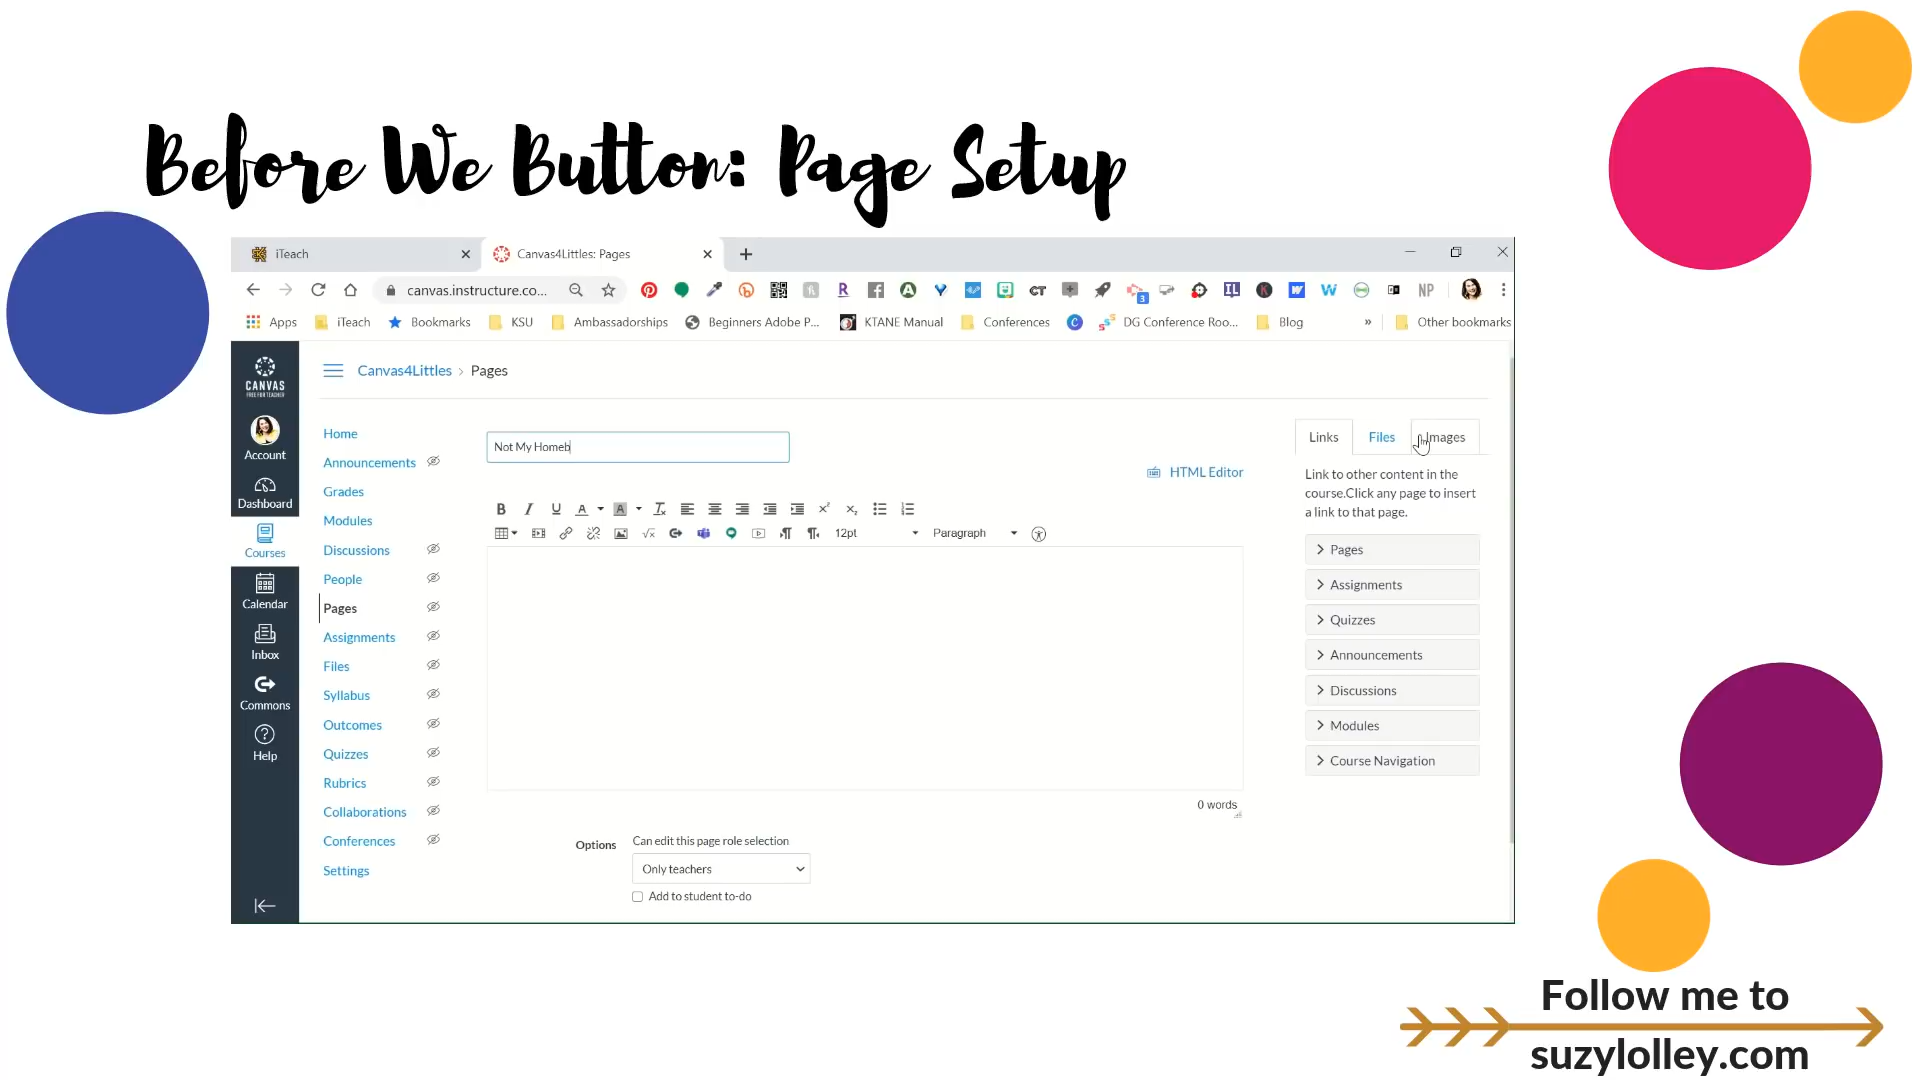 Before We Button: Page Setup
iTeach
Canvas4Littles: Pages
canvas.instructure.co...
3
NP
Apps
iTeach
Bookmarks
KSU
Ambassadorships
Beginners Adobe P...
KTANE Manual
Conferences
DG Conference Roo...
Blog
»
Other bookmarks
CANVAS
FREE FOR TEACHER
Account
Dashboard
Courses
Calendar
Inbox
Commons
Help
Canvas4Littles > Pages
Home
Announcements
Grades
Modules
Discussions
People
Pages
Assignments
Files
Syllabus
Outcomes
Quizzes
Rubrics
Collaborations
Conferences
Settings
Not My Homeb
HTML Editor
12pt
Paragraph
0 words
Options
Can edit this page role selection
Only teachers
Add to student to-do
Links
Files
Images
Link to other content in the
course.Click any page to insert
a link to that page.
Pages
Assignments
Quizzes
Announcements
Discussions
Modules
Course Navigation
Follow me to
suzylolley.com